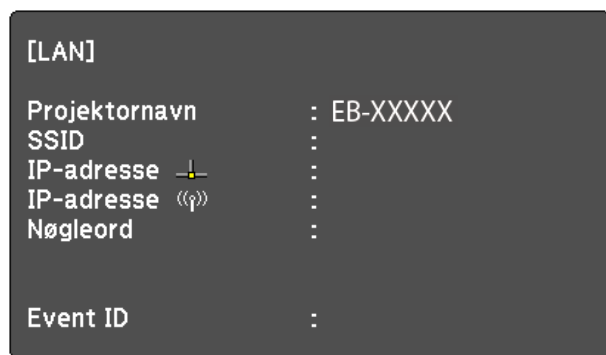 [LAN]
Projektornavn : EB-XXXXX
SSID :
IP-adresse :
IP-adresse :
Nøgleord :
Event ID :